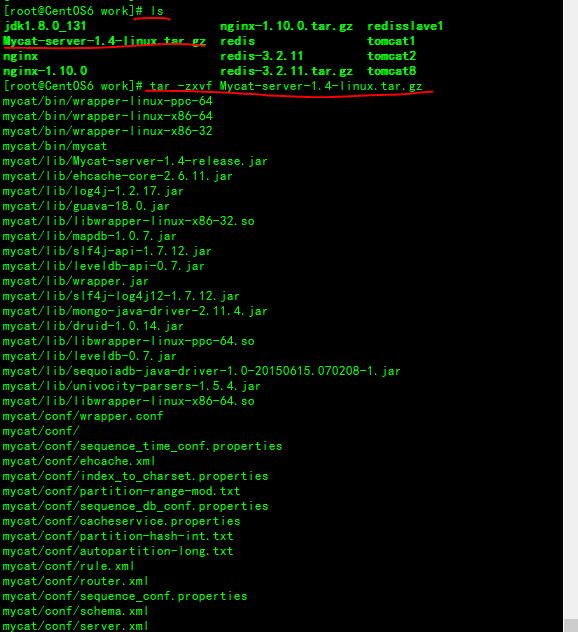 [root@CentOS6 work]# ls
jdk1.8.0_131 nginx-1.10.0.tar.gz redisslave1
Mycat-server-1.4-linux.tar.gz redis tomcat1
nginx redis-3.2.11 tomcat2
nginx-1.10.0 redis-3.2.11.tar.gz tomcat8
[root@CentOS6 work]# tar -zxvf Mycat-server-1.4-linux.tar.gz
mycat/bin/wrapper-linux-ppc-64
mycat/bin/wrapper-linux-x86-64
mycat/bin/wrapper-linux-x86-32
mycat/bin/mycat
mycat/lib/Mycat-server-1.4-release.jar
mycat/lib/ehcache-core-2.6.11.jar
mycat/lib/log4j-1.2.17.jar
mycat/lib/guava-18.0.jar
mycat/lib/libwrapper-linux-x86-32.so
mycat/lib/mapdb-1.0.7.jar
mycat/lib/slf4j-api-1.7.12.jar
mycat/lib/leveldb-api-0.7.jar
mycat/lib/wrapper.jar
mycat/lib/slf4j-log4j12-1.7.12.jar
mycat/lib/mongo-java-driver-2.11.4.jar
mycat/lib/druid-1.0.14.jar
mycat/lib/libwrapper-linux-ppc-64.so
mycat/lib/leveldb-0.7.jar
mycat/lib/sequoiadb-java-driver-1.0-20150615.070208-1.jar
mycat/lib/univocity-parsers-1.5.4.jar
mycat/lib/libwrapper-linux-x86-64.so
mycat/conf/wrapper.conf
mycat/conf/
mycat/conf/sequence_time_conf.properties
mycat/conf/ehcache.xml
mycat/conf/index_to_charset.properties
mycat/conf/partition-range-mod.txt
mycat/conf/sequence_db_conf.properties
mycat/conf/cacheservice.properties
mycat/conf/partition-hash-int.txt
mycat/conf/autopartition-long.txt
mycat/conf/rule.xml
mycat/conf/router.xml
mycat/conf/sequence_conf.properties
mycat/conf/schema.xml
mycat/conf/server.xml